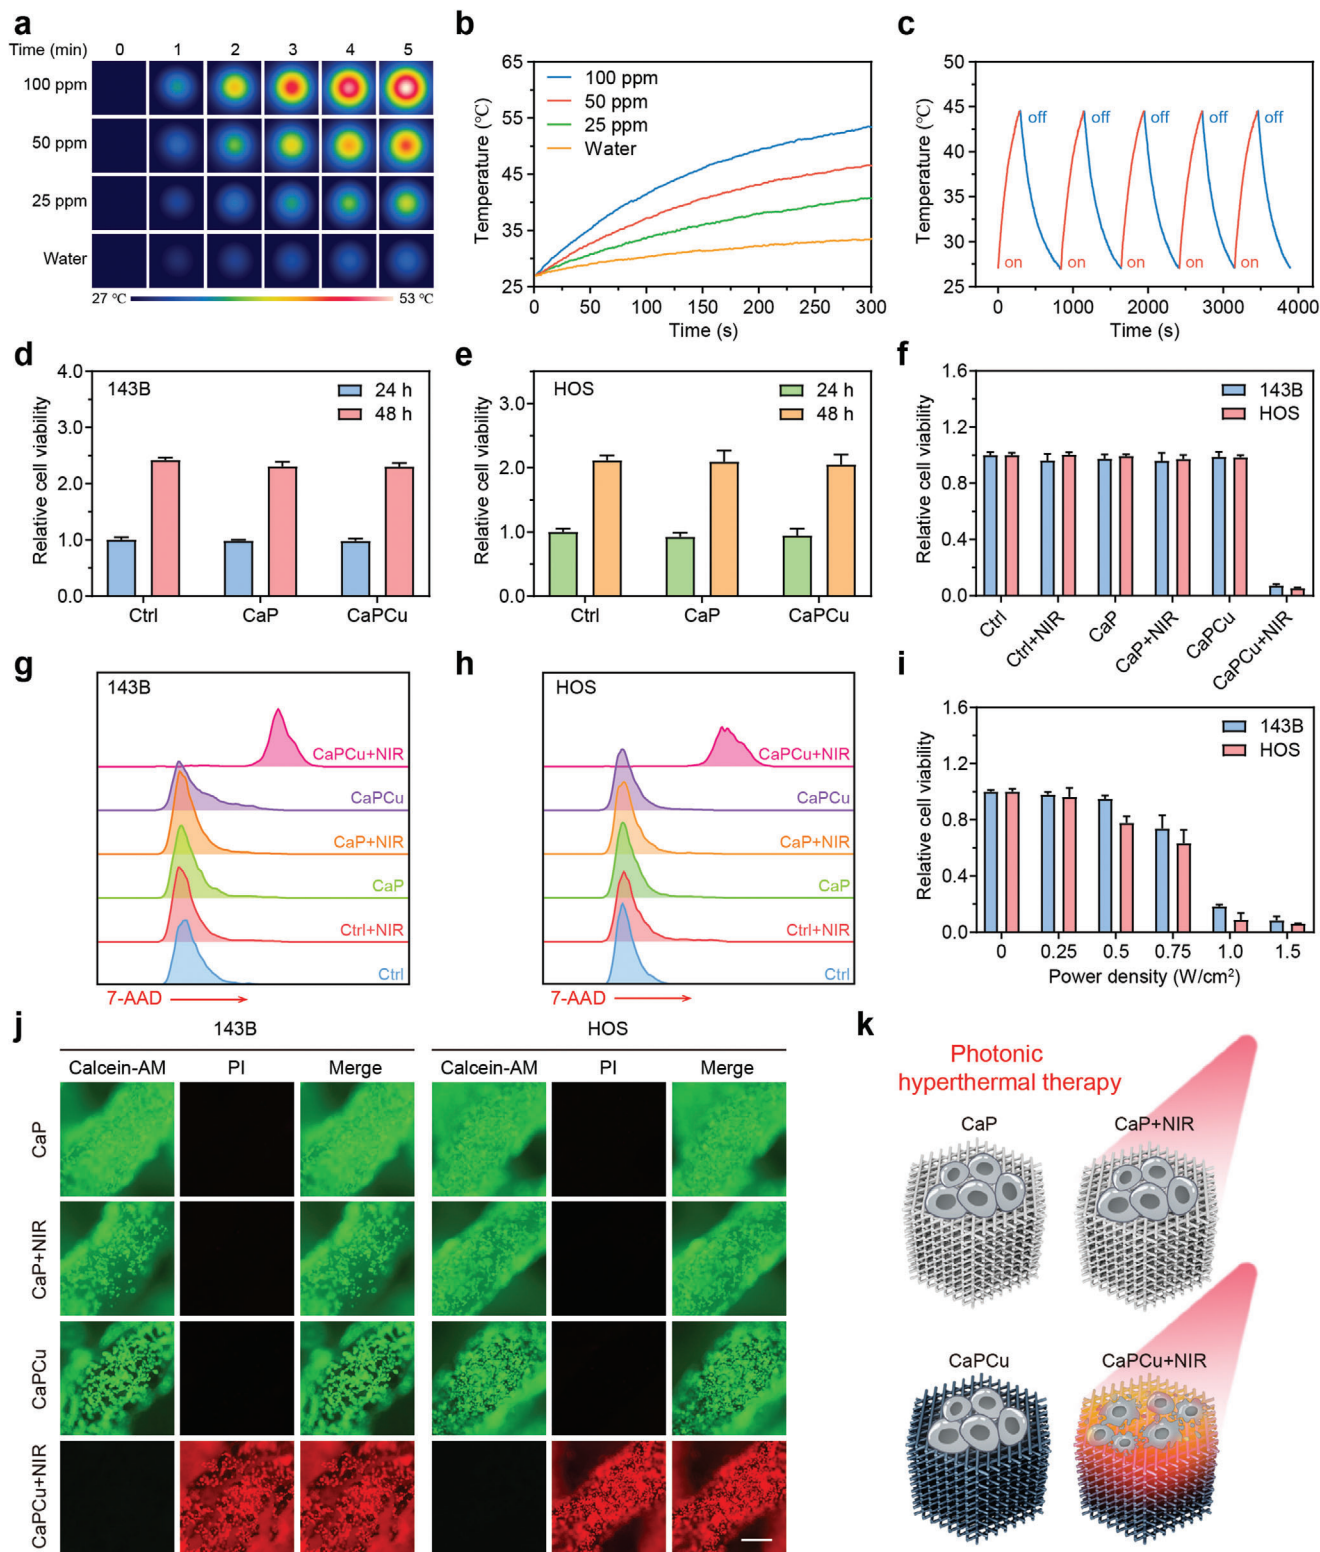 a
Time (min) 0 1 2 3 4 5
100 ppm
50 ppm
25 ppm
Water
27 ℃ 53 ℃
b
Temperature (℃)
65
55
45
35
25
100 ppm
50 ppm
25 ppm
Water
0 50 100 150 200 250 300
Time (s)
c
Temperature (℃)
50
45
40
35
30
25
off off off off off
on on on on on
0 1000 2000 3000 4000
Time (s)
d
Relative cell viability
4.0
3.0
2.0
1.0
0.0
143B
24 h
48 h
Ctrl CaP CaPCu
e
Relative cell viability
3.0
2.0
1.0
0.0
HOS
24 h
48 h
Ctrl CaP CaPCu
f
Relative cell viability
1.6
1.2
0.8
0.4
0.0
143B
HOS
Ctrl
Ctrl+NIR
CaP
CaP+NIR
CaPCu
CaPCu+NIR
g
143B
CaPCu+NIR
CaPCu
CaP+NIR
CaP
Ctrl+NIR
Ctrl
7-AAD
h
HOS
CaPCu+NIR
CaPCu
CaP+NIR
CaP
Ctrl+NIR
Ctrl
7-AAD
i
Relative cell viability
1.6
1.2
0.8
0.4
0.0
143B
HOS
0 0.25 0.5 0.75 1.0 1.5
Power density (W/cm²)
j
143B HOS
Calcein-AM PI Merge Calcein-AM PI Merge
CaP
CaP+NIR
CaPCu
CaPCu+NIR
k
Photonic
hyperthermal therapy
CaP CaP+NIR
CaPCu CaPCu+NIR